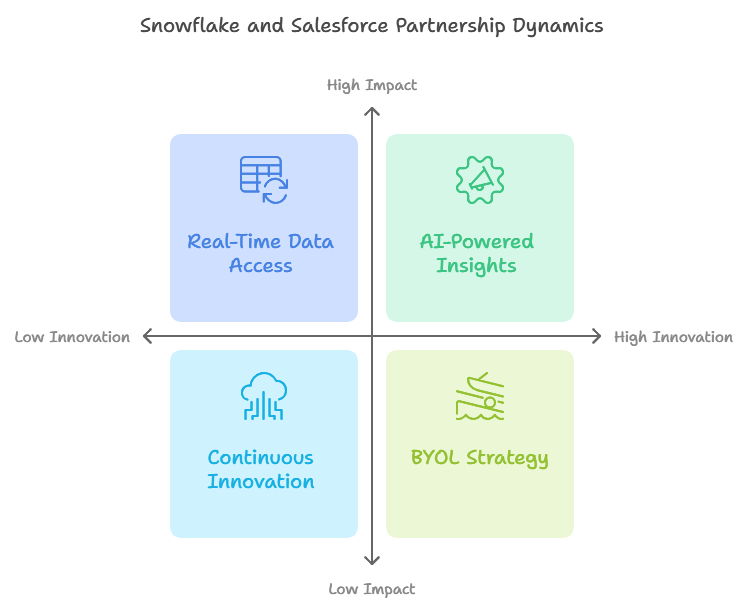 Snowflake and Salesforce Partnership Dynamics
High Impact
Real-Time Data
Access
AI-Powered
Insights
Low Innovation
High Innovation
Continuous
Innovation
BYOL Strategy
Low Impact